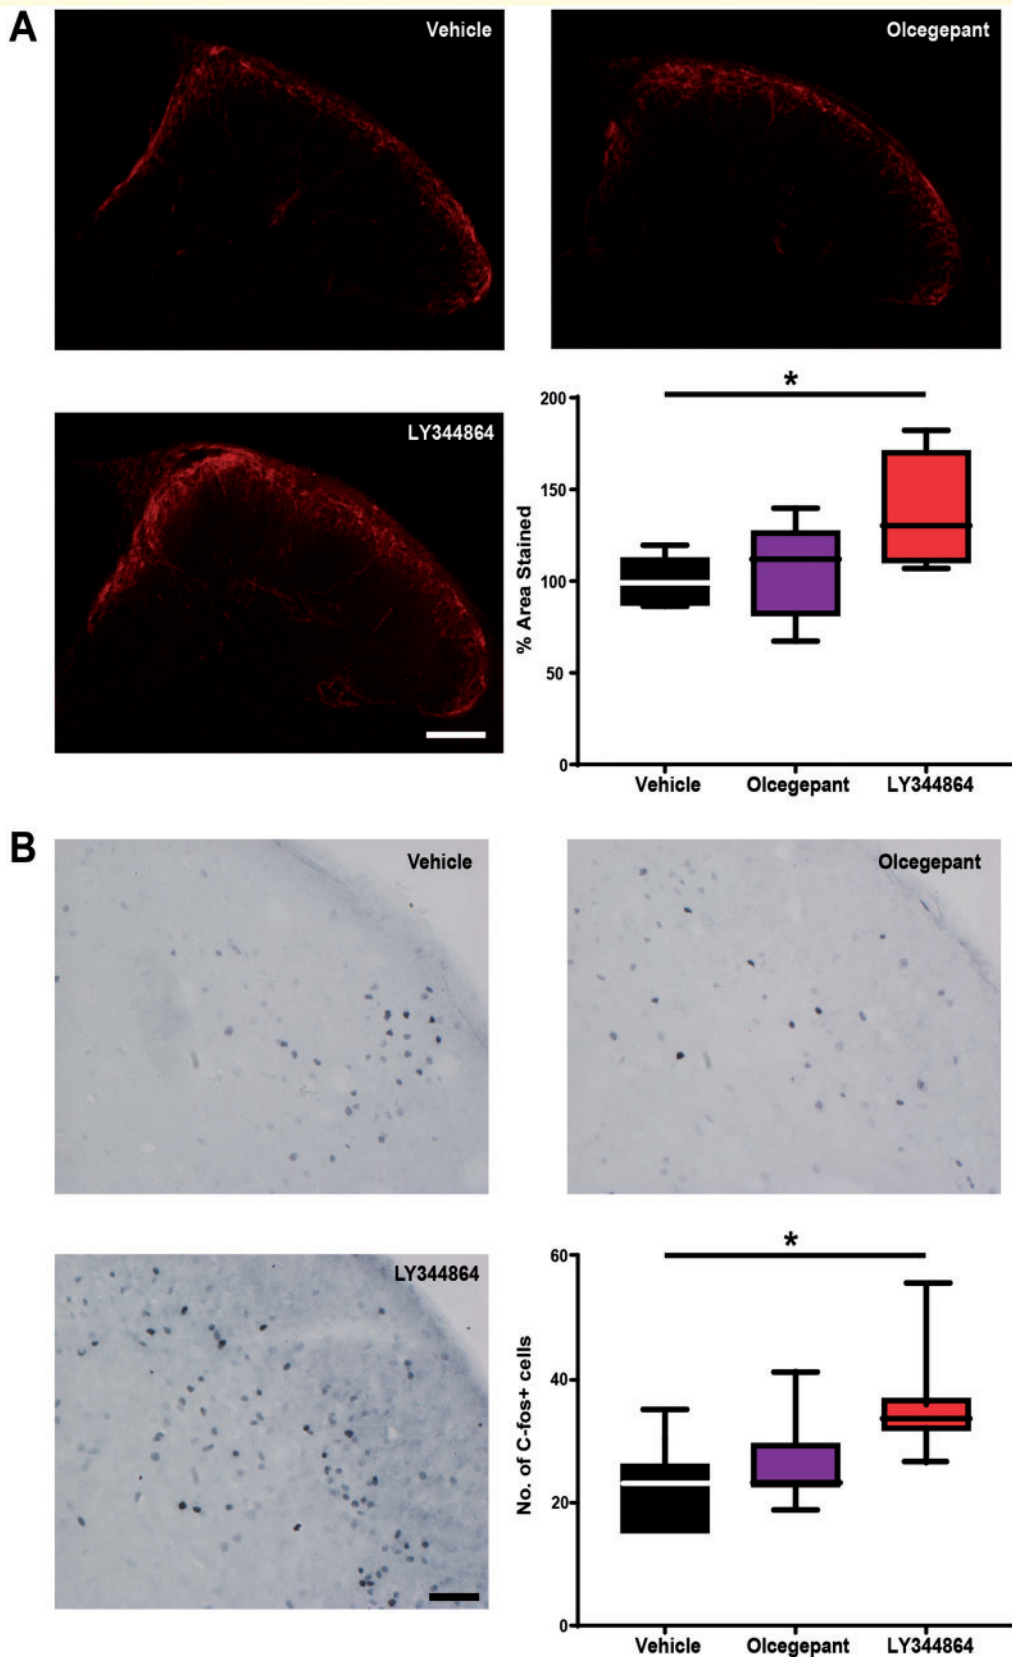 A
Vehicle
Olcegepant
LY344864
*
200
150
100
50
0
% Area Stained
Vehicle Olcegepant LY344864
B
Vehicle
Olcegepant
LY344864
*
60
40
20
0
No. of C-fos+ cells
Vehicle Olcegepant LY344864